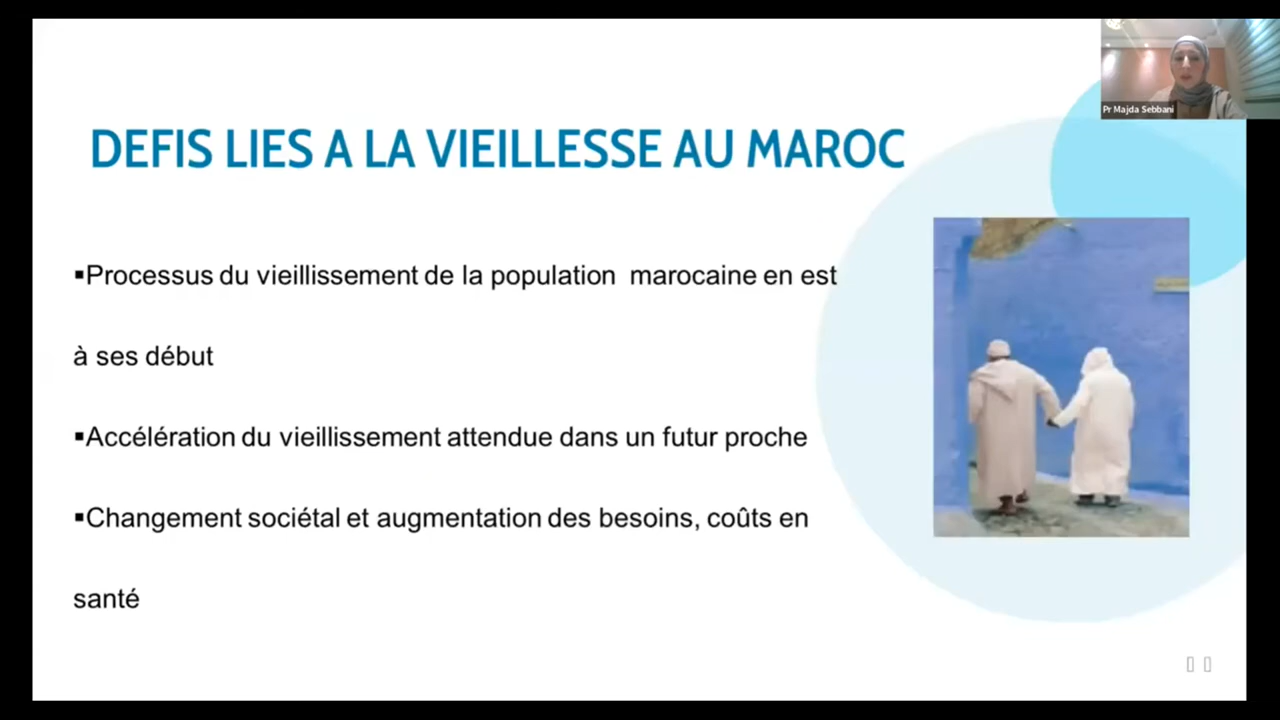 Pr Majda Sebbani
DEFIS LIES A LA VIEILLESSE AU MAROC
▪Processus du vieillissement de la population marocaine en est
à ses début
▪Accélération du vieillissement attendue dans un futur proche
▪Changement sociétal et augmentation des besoins, coûts en
santé